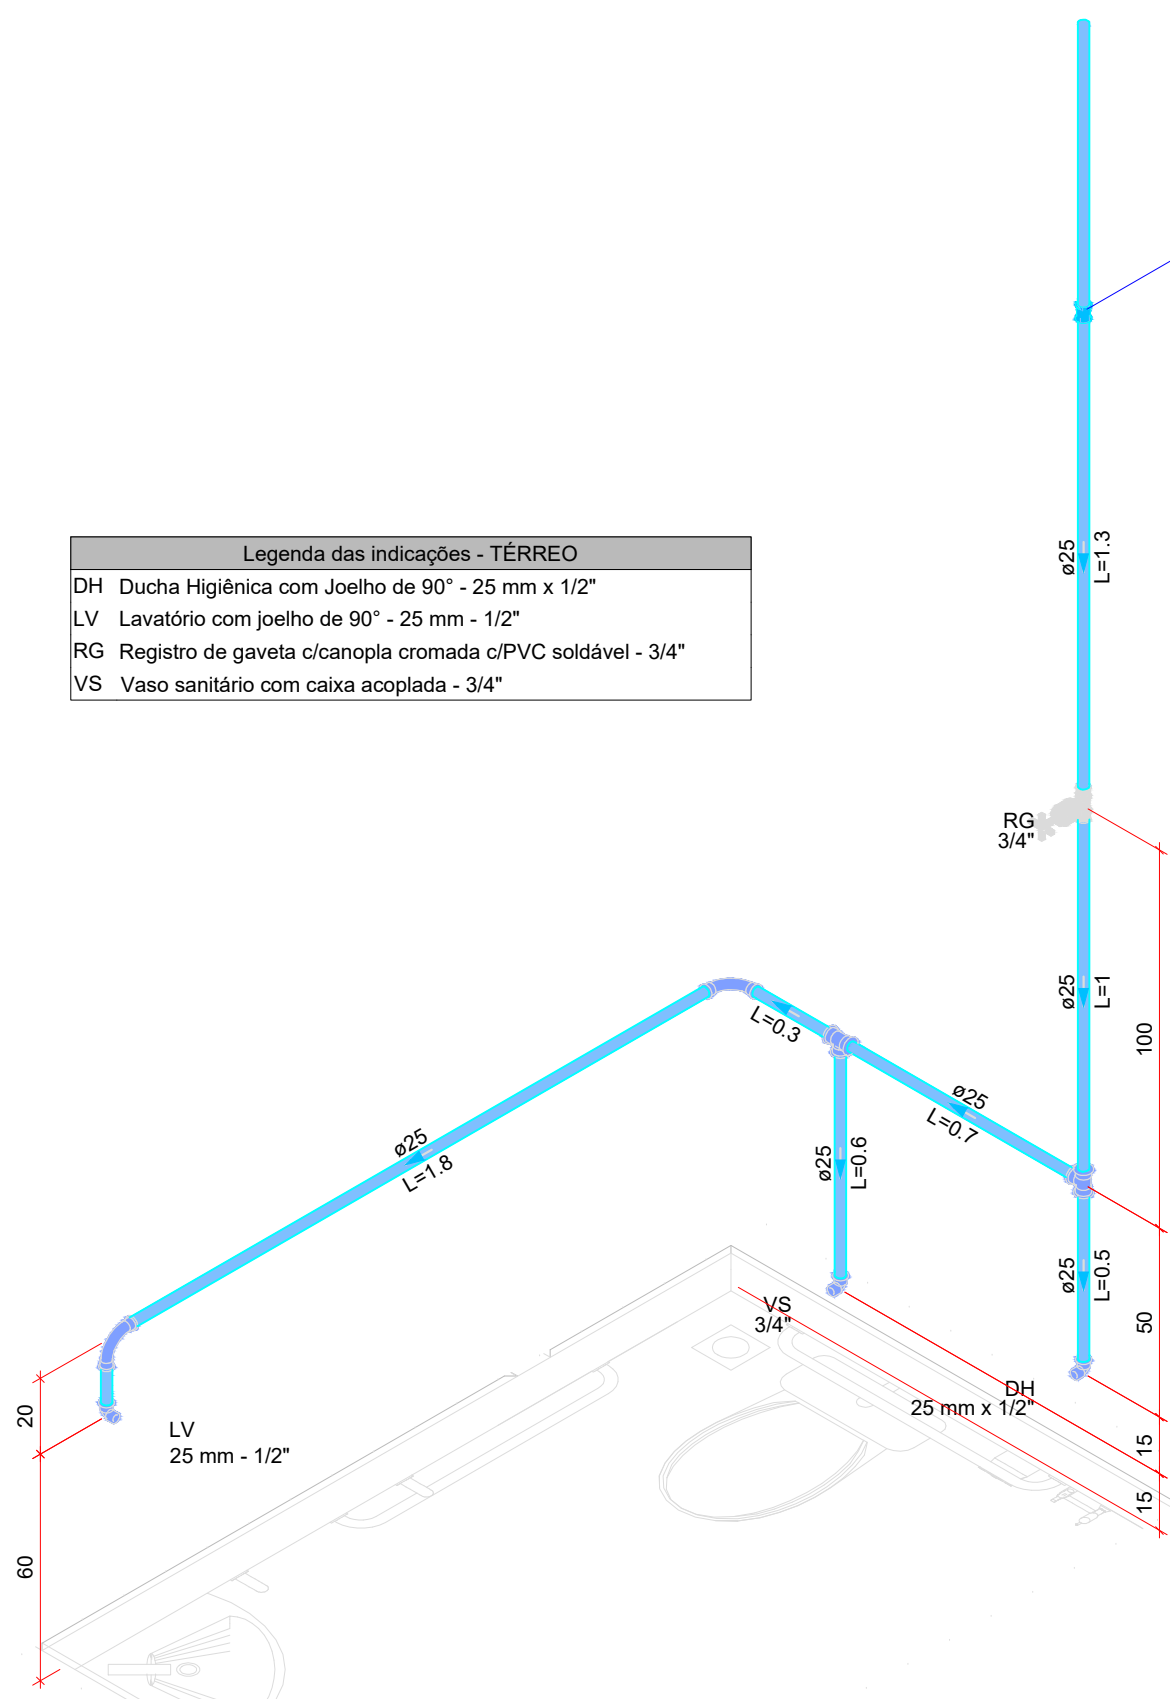 Legenda das indicações - TÉRREO
DH Ducha Higiênica com Joelho de 90° - 25 mm x 1/2"
LV Lavatório com joelho de 90° - 25 mm - 1/2"
RG Registro de gaveta c/canopla cromada c/PVC soldável - 3/4"
VS Vaso sanitário com caixa acoplada - 3/4"
ø25
L=1.3
RG
3/4"
ø25
L=1
100
L=0.3
ø25
L=0.7
ø25
L=1.8
ø25
L=0.6
ø25
L=0.5
50
VS
3/4"
DH
25 mm x 1/2"
15
15
20
LV
25 mm - 1/2"
60